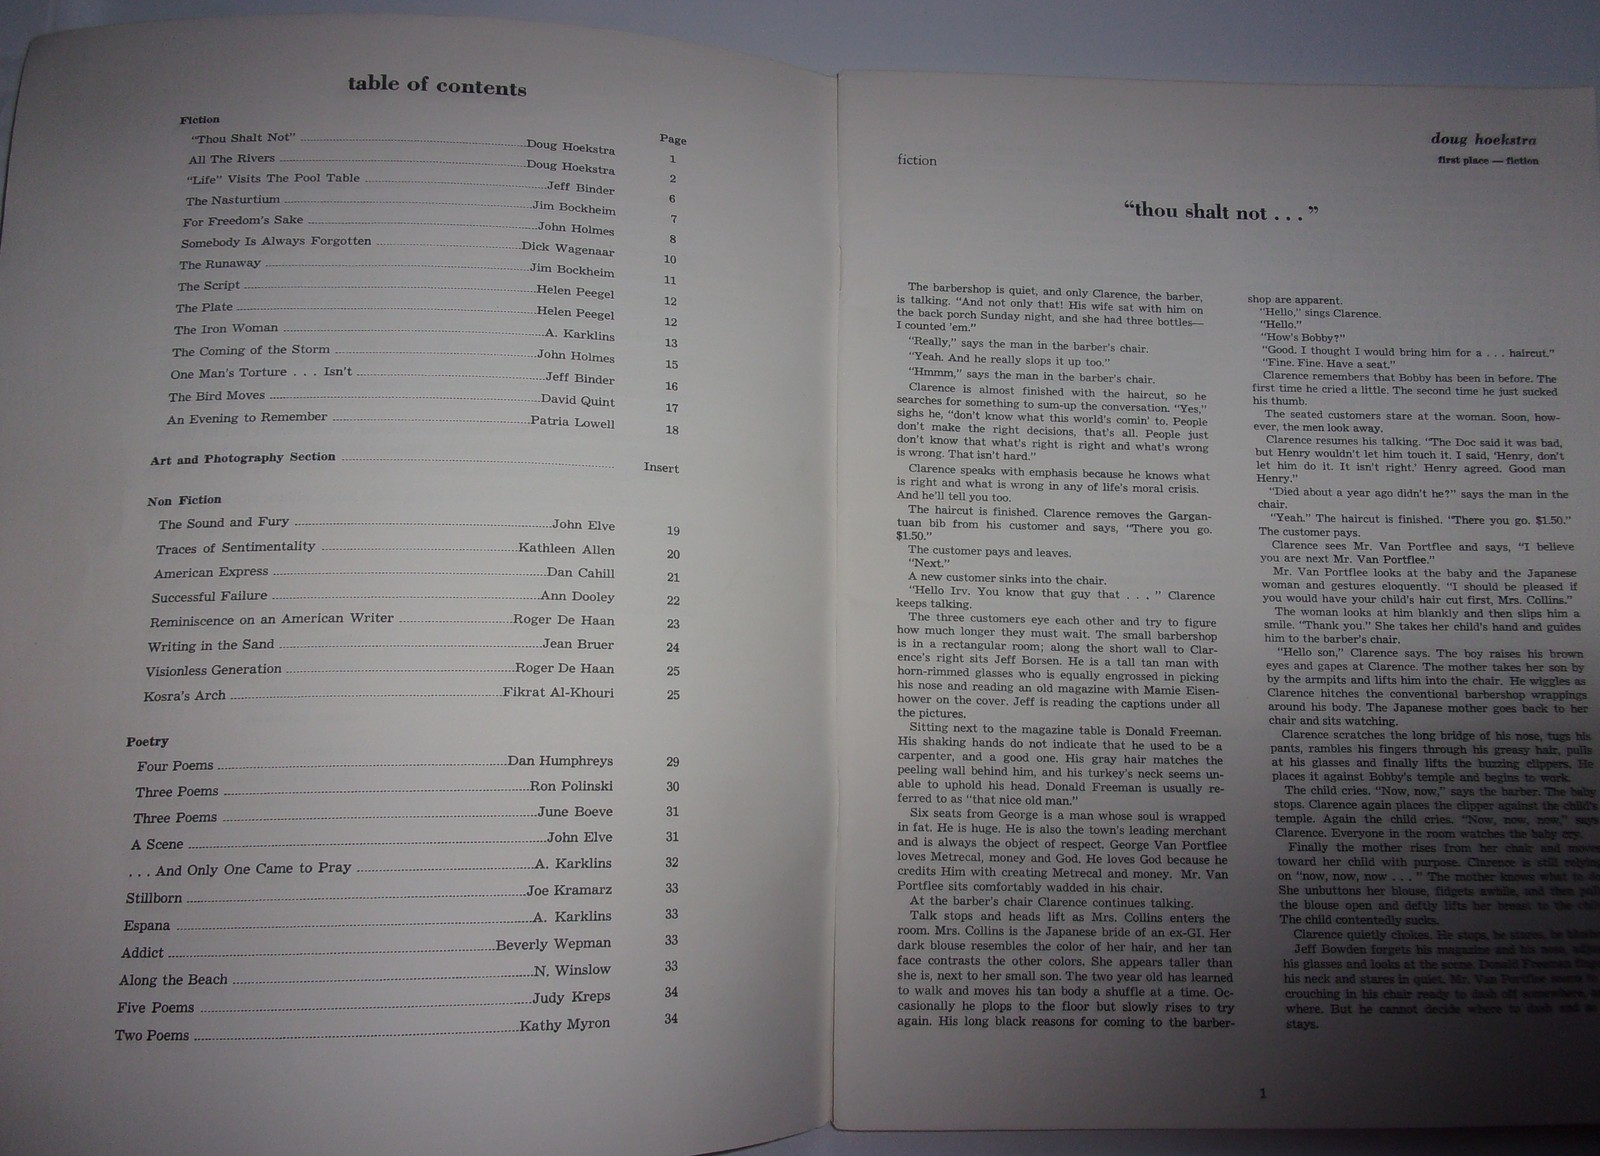 table of contents
Fiction
Page
"Thou Shalt Not" Doug Hoekstra 1
All The Rivers Doug Hoekstra 2
"Life" Visits The Pool Table Jeff Binder 6
The Nasturtium Jim Bockheim 7
For Freedom's Sake John Holmes 8
Somebody Is Always Forgotten Dick Wagenaar 10
The Runaway Jim Bockheim 11
The Script Helen Peegel 12
The Plate Helen Peegel 12
The Iron Woman A. Karklins 13
The Coming of the Storm John Holmes 15
One Man's Torture . . . Isn't Jeff Binder 16
The Bird Moves David Quint 17
An Evening to Remember Patria Lowell 18
Art and Photography Section Insert
Non Fiction
The Sound and Fury John Elve 19
Traces of Sentimentality Kathleen Allen 20
American Express Dan Cahill 21
Successful Failure Ann Dooley 22
Reminiscence on an American Writer Roger De Haan 23
Writing in the Sand Jean Bruer 24
Visionless Generation Roger De Haan 25
Kosra's Arch Fikrat Al-Khouri 25
Poetry
Four Poems Dan Humphreys 29
Three Poems Ron Polinski 30
Three Poems June Boeve 31
A Scene John Elve 31
. . . And Only One Came to Pray A. Karklins 32
Stillborn Joe Kramarz 33
Espana A. Karklins 33
Addict Beverly Wepman 33
Along the Beach N. Winslow 33
Five Poems Judy Kreps 34
Two Poems Kathy Myron 34
doug hoekstra
fiction
first place — fiction
"thou shalt not . . ."
The barbershop is quiet, and only Clarence, the barber,
is talking. "And not only that! His wife sat with him on
the back porch Sunday night, and she had three bottles—
I counted 'em."
"Really," says the man in the barber's chair.
"Yeah. And he really slops it up too."
"Hmmm," says the man in the barber's chair.
Clarence is almost finished with the haircut, so he
searches for something to sum-up the conversation. "Yes,"
sighs he, "don't know what this world's comin' to. People
don't make the right decisions, that's all. People just
don't know that what's right is right and what's wrong
is wrong. That isn't hard."
Clarence speaks with emphasis because he knows what
is right and what is wrong in any of life's moral crisis.
And he'll tell you too.
The haircut is finished. Clarence removes the Gargan-
tuan bib from his customer and says, "There you go.
$1.50."
The customer pays and leaves.
"Next."
A new customer sinks into the chair.
"Hello Irv. You know that guy that . . . " Clarence
keeps talking.
The three customers eye each other and try to figure
how much longer they must wait. The small barbershop
is in a rectangular room; along the short wall to Clar-
ence's right sits Jeff Borsen. He is a tall tan man with
horn-rimmed glasses who is equally engrossed in picking
his nose and reading an old magazine with Mamie Eisen-
hower on the cover. Jeff is reading the captions under all
the pictures.
Sitting next to the magazine table is Donald Freeman.
His shaking hands do not indicate that he used to be a
carpenter, and a good one. His gray hair matches the
peeling wall behind him, and his turkey's neck seems un-
able to uphold his head. Donald Freeman is usually re-
ferred to as "that nice old man."
Six seats from George is a man whose soul is wrapped
in fat. He is huge. He is also the town's leading merchant
and is always the object of respect. George Van Portflee
loves Metrecal, money and God. He loves God because he
credits Him with creating Metrecal and money. Mr. Van
Portflee sits comfortably wadded in his chair.
At the barber's chair Clarence continues talking.
Talk stops and heads lift as Mrs. Collins enters the
room. Mrs. Collins is the Japanese bride of an ex-GI. Her
dark blouse resembles the color of her hair, and her tan
face contrasts the other colors. She appears taller than
she is, next to her small son. The two year old has learned
to walk and moves his tan body a shuffle at a time. Oc-
casionally he plops to the floor but slowly rises to try
again. His long black reasons for coming to the barber-
shop are apparent.
"Hello," sings Clarence.
"Hello."
"How's Bobby?"
"Good. I thought I would bring him for a . . . haircut."
"Fine. Fine. Have a seat."
Clarence remembers that Bobby has been in before. The
first time he cried a little. The second time he just sucked
his thumb.
The seated customers stare at the woman. Soon, how-
ever, the men look away.
Clarence resumes his talking. "The Doc said it was bad,
but Henry wouldn't let him touch it. I said, 'Henry, don't
let him do it. It isn't right.' Henry agreed. Good man
Henry."
"Died about a year ago didn't he?" says the man in the
chair.
"Yeah." The haircut is finished. "There you go. $1.50."
The customer pays.
Clarence sees Mr. Van Portflee and says, "I believe
you are next Mr. Van Portflee."
Mr. Van Portflee looks at the baby and the Japanese
woman and gestures eloquently. "I should be pleased if
you would have your child's hair cut first, Mrs. Collins."
The woman looks at him blankly and then slips him a
smile. "Thank you." She takes her child's hand and guides
him to the barber's chair.
"Hello son," Clarence says. The boy raises his brown
eyes and gapes at Clarence. The mother takes her son by
by the armpits and lifts him into the chair. He wiggles as
Clarence hitches the conventional barbershop wrappings
around his body. The Japanese mother goes back to her
chair and sits watching.
Clarence scratches the long bridge of his nose, tugs his
pants, rambles his fingers through his greasy hair, pulls
at his glasses and finally lifts the buzzing clippers. He
places it against Bobby's temple and begins to work.
The child cries. "Now, now," says the barber. The baby
stops. Clarence again places the clipper against the child's
temple. Again the child cries. "Now, now, now," says
Clarence. Everyone in the room watches the baby cry.
Finally the mother rises from her chair and moves
toward her child with purpose. Clarence is still relying
on "now, now, now . . . " The mother knows what to
She unbuttons her blouse, fidgets awhile, and then
the blouse open and deftly lifts her breast to the
The child contentedly sucks.
Clarence quietly chokes. He stops, he stares, he
Jeff Bowden forgets his magazine and his nose,
his glasses and looks at the scene. Donald Freeman
his neck and stares in quiet. Mr. Van Portflee seems
crouching in his chair ready to dash off somewhere,
where. But he cannot decide where to dash and
stays.
1